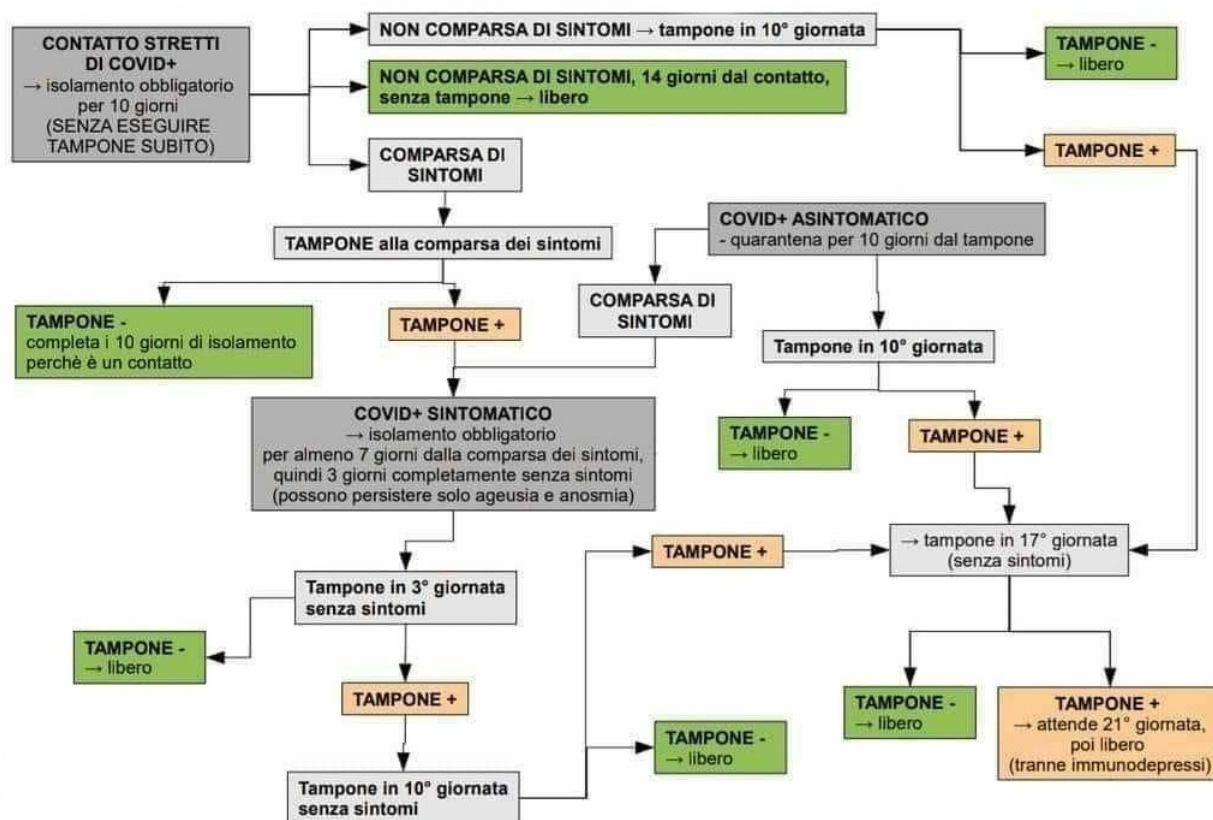 CONTATTO STRETTI
DI COVID+
→ isolamento obbligatorio
per 10 giorni
(SENZA ESEGUIRE
TAMPONE SUBITO)
NON COMPARSA DI SINTOMI → tampone in 10° giornata
TAMPONE -
→ libero
NON COMPARSA DI SINTOMI, 14 giorni dal contatto,
senza tampone → libero
TAMPONE +
COMPARSA DI
SINTOMI
TAMPONE alla comparsa dei sintomi
COVID+ ASINTOMATICO
- quarantena per 10 giorni dal tampone
TAMPONE -
completa i 10 giorni di isolamento
perchè è un contatto
TAMPONE +
COMPARSA DI
SINTOMI
Tampone in 10° giornata
COVID+ SINTOMATICO
→ isolamento obbligatorio
per almeno 7 giorni dalla comparsa dei sintomi,
quindi 3 giorni completamente senza sintomi
(possono persistere solo ageusia e anosmia)
TAMPONE -
→ libero
TAMPONE +
→ tampone in 17° giornata
(senza sintomi)
TAMPONE +
Tampone in 3° giornata
senza sintomi
TAMPONE -
→ libero
TAMPONE +
Tampone in 10° giornata
senza sintomi
TAMPONE -
→ libero
TAMPONE -
→ libero
TAMPONE +
→ attende 21° giornata,
poi libero
(tranne immunodepressi)